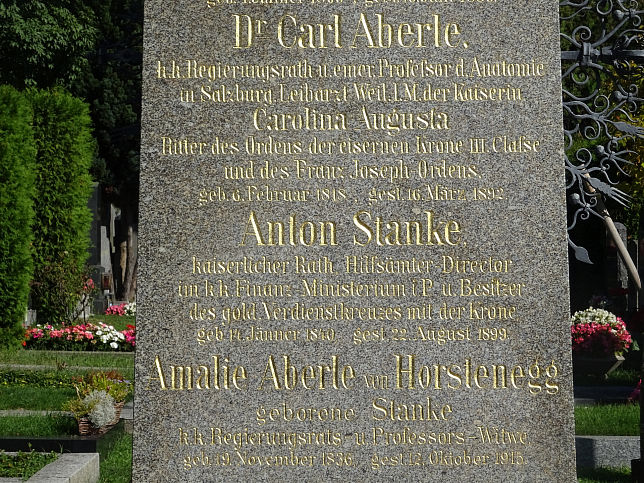 Dr Carl Aberle,
k.k. Regierungsrath u. emer. Professor d. Anatomie
in Salzburg, Leibarzt Weil. I. M. der Kaiserin
Carolina Augusta
Ritter des Ordens der eisernen Krone III. Classe
und des Franz Joseph-Ordens,
geb. 6. Februar 1818, gest. 16. März 1892
Anton Stanke,
kaiserlicher Rath, Hilfsämter-Director
im k.k. Finanz-Ministerium i. P. u. Besitzer
des gold. Verdienstkreuzes mit der Krone
geb. 14. Jänner gest. 22. August 1899.
Amalie Aberle von Horstenegg
geborene Stanke
k.k. Regierungsrats- u. Professors-Witwe
geb. 19. November 1836 gest. 12. Oktober 1915.